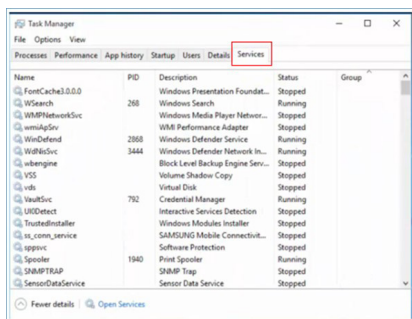 Task Manager
File Options View
Processes Performance App history Startup Users Details Services
Name PID Description Status Group
FontCache3.0.0.0 Windows Presentation Foundat... Stopped
WSearch 268 Windows Search Running
WMPNetworkSvc Windows Media Player Networ... Stopped
wmiApSrv WMI Performance Adapter Stopped
WinDefend 2868 Windows Defender Service Running
WdNisSvc 3444 Windows Defender Network In... Running
wbengine Block Level Backup Engine Serv... Stopped
VSS Volume Shadow Copy Stopped
vds Virtual Disk Stopped
VaultSvc 792 Credential Manager Running
UI0Detect Interactive Services Detection Stopped
TrustedInstaller Windows Modules Installer Stopped
ss_conn_service SAMSUNG Mobile Connectivit... Stopped
sppsvc Software Protection Stopped
Spooler 1940 Print Spooler Running
SNMPTRAP SNMP Trap Stopped
SensorDataService Sensor Data Service Stopped
Fewer details Open Services